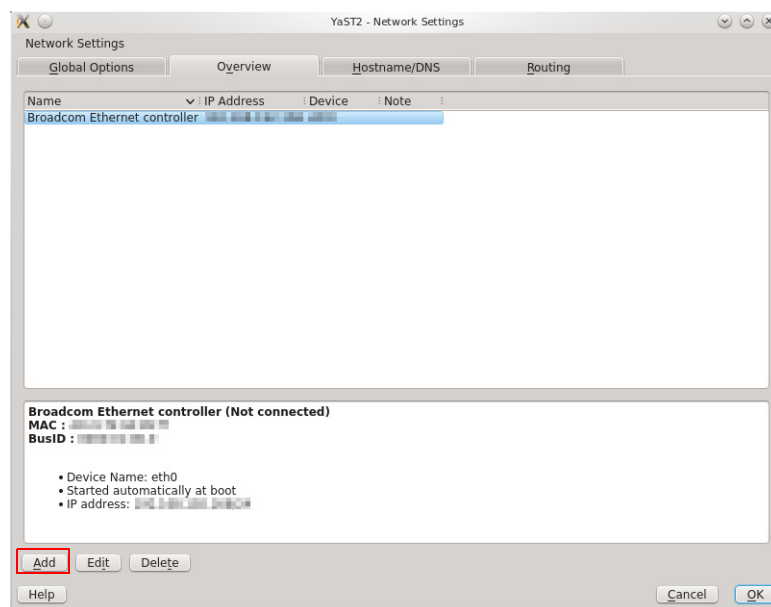 YaST2 - Network Settings
Network Settings
Global Options Overview Hostname/DNS Routing
Name IP Address Device Note
Broadcom Ethernet controller
Broadcom Ethernet controller (Not connected)
MAC :
BusID :
• Device Name: eth0
• Started automatically at boot
• IP address:
Add Edit Delete
Help Cancel OK